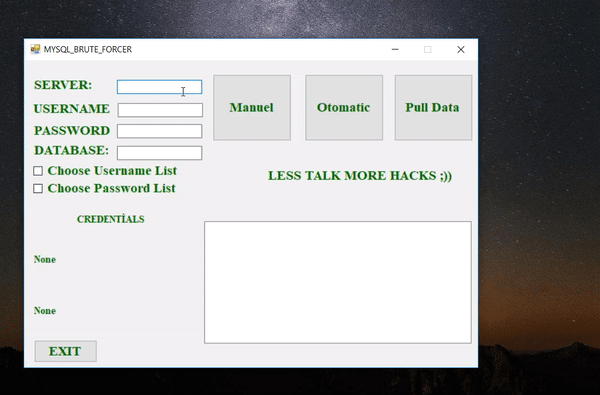 MYSQL_BRUTE_FORCER
SERVER:
USERNAME
PASSWORD
DATABASE:
Manuel
Otomatic
Pull Data
Choose Username List
Choose Password List
LESS TALK MORE HACKS ;))
CREDENTİALS
None
None
EXIT